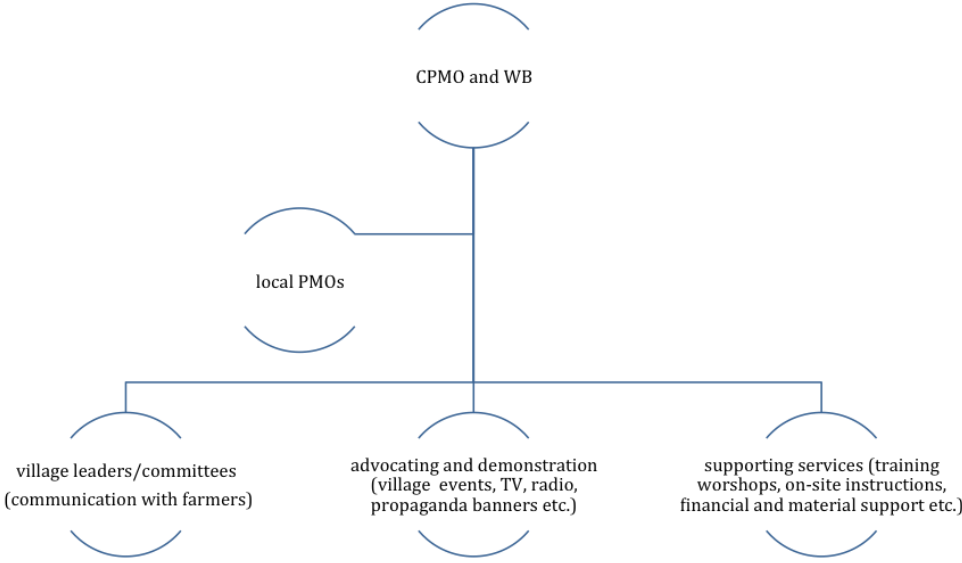 CPMO and WB
local PMOs
village leaders/committees
(communication with farmers)
advocating and demonstration
(village events, TV, radio,
propaganda banners etc.)
supporting services (training
worshops, on-site instructions,
financial and material support etc.)